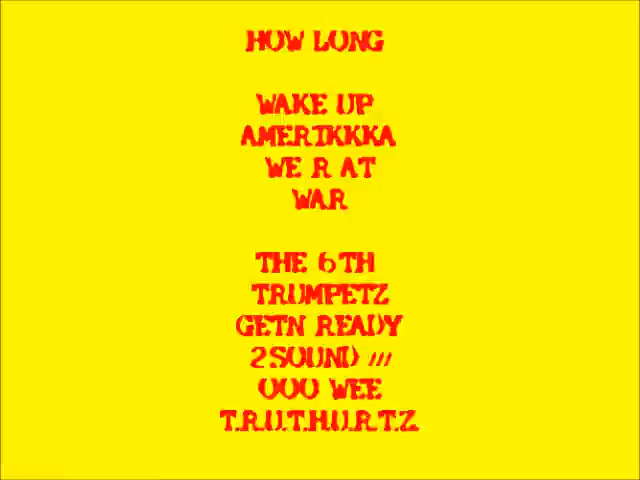 HOW LONG
WAKE UP
AMERIKKKA
WE R AT
WAR
THE 6TH
TRUMPETZ
GETN READY
2SOUND ///
OOO WEE
T.R.U.T.H.U.R.T.Z.